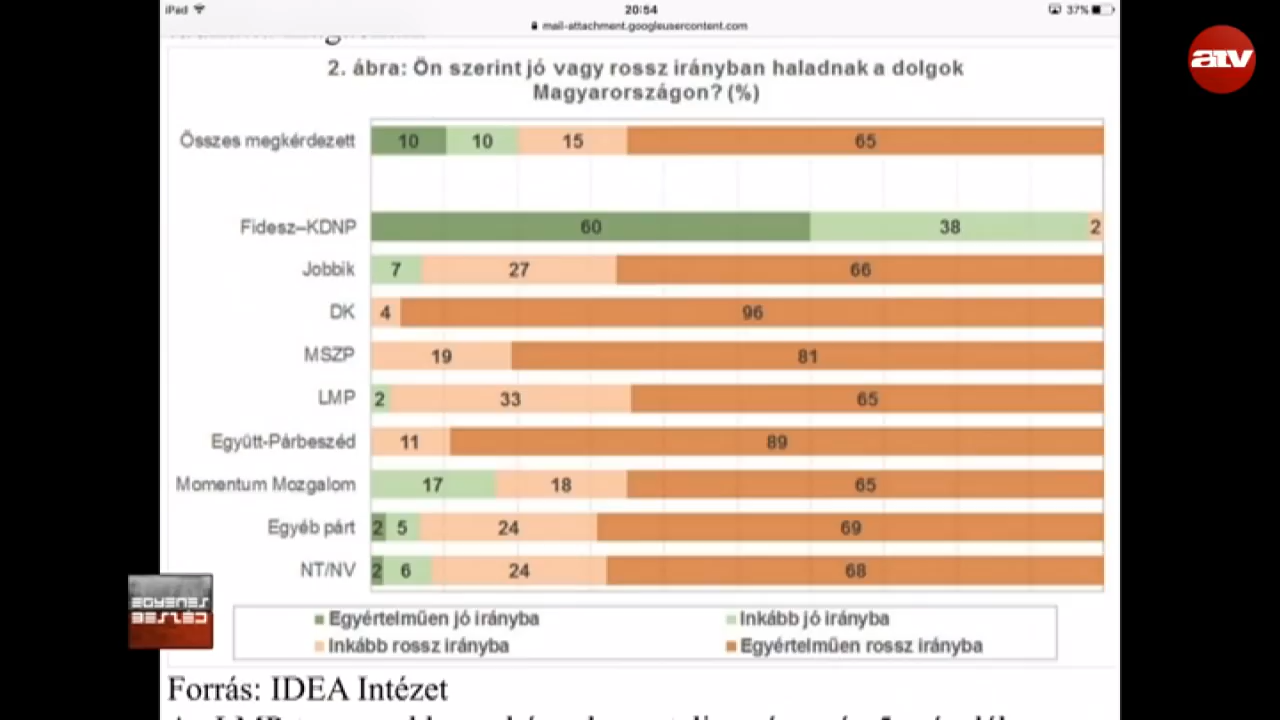 iPad
20:54
37%
mail-attachment.googleusercontent.com
atv
2. ábra: Ön szerint jó vagy rossz irányban haladnak a dolgok
Magyarországon? (%)
Összes megkérdezett 10 10 15 65
Fidesz–KDNP 60 38 2
Jobbik 7 27 66
DK 4 96
MSZP 19 81
LMP 2 33 65
Együtt-Párbeszéd 11 89
Momentum Mozgalom 17 18 65
Egyéb párt 2 5 24 69
NT/NV 2 6 24 68
Egyértelműen jó irányba Inkább jó irányba
Inkább rossz irányba Egyértelműen rossz irányba
EGYENES
BESZÉD
Forrás: IDEA Intézet